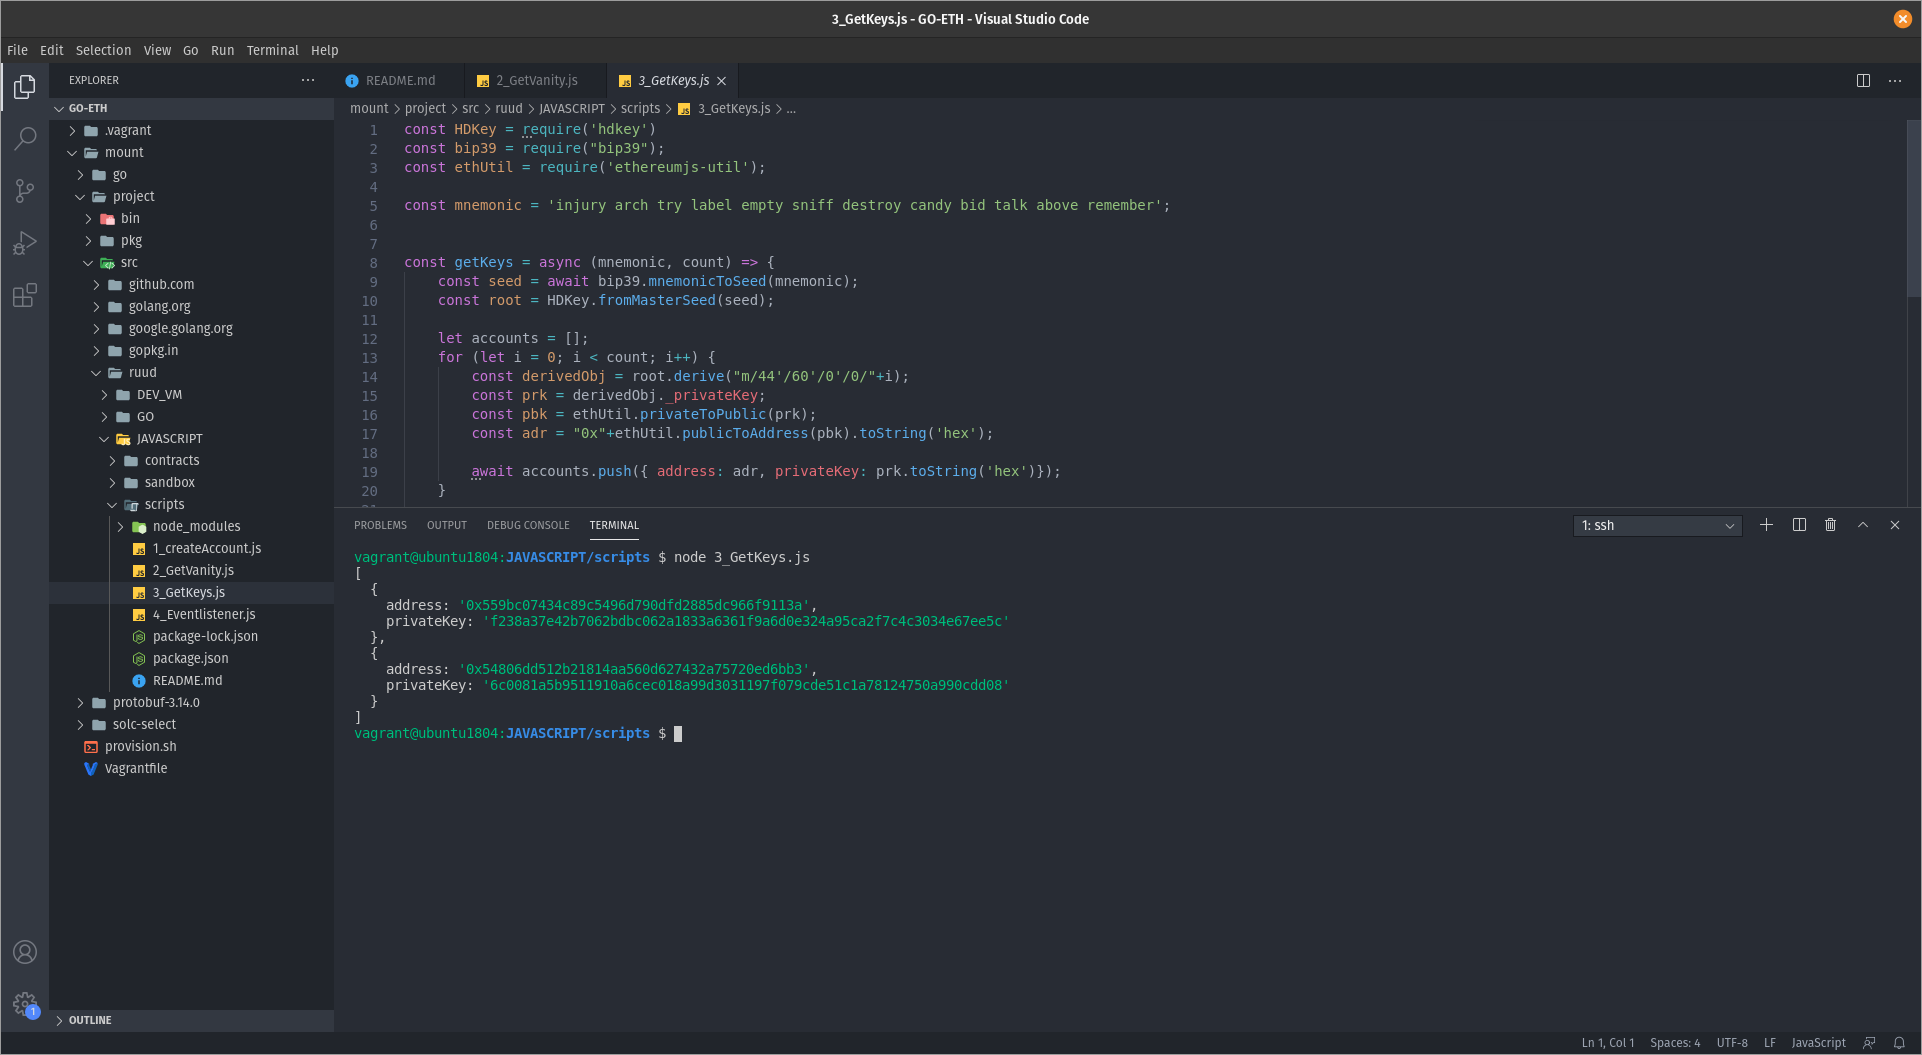 3_GetKeys.js - GO-ETH - Visual Studio Code
File Edit Selection View Go Run Terminal Help
EXPLORER
GO-ETH
.vagrant
mount
go
project
bin
pkg
src
github.com
golang.org
google.golang.org
gopkg.in
ruud
DEV_VM
GO
JAVASCRIPT
contracts
sandbox
scripts
node_modules
1_createAccount.js
2_GetVanity.js
3_GetKeys.js
4_Eventlistener.js
package-lock.json
package.json
README.md
protobuf-3.14.0
solc-select
provision.sh
Vagrantfile
OUTLINE
1
README.md 2_GetVanity.js 3_GetKeys.js
mount > project > src > ruud > JAVASCRIPT > scripts > 3_GetKeys.js > ...
1 const HDKey = require('hdkey')
2 const bip39 = require("bip39");
3 const ethUtil = require('ethereumjs-util');
4
5 const mnemonic = 'injury arch try label empty sniff destroy candy bid talk above remember';
6
7
8 const getKeys = async (mnemonic, count) => {
9 const seed = await bip39.mnemonicToSeed(mnemonic);
10 const root = HDKey.fromMasterSeed(seed);
11
12 let accounts = [];
13 for (let i = 0; i < count; i++) {
14 const derivedObj = root.derive("m/44'/60'/0'/0/"+i);
15 const prk = derivedObj._privateKey;
16 const pbk = ethUtil.privateToPublic(prk);
17 const adr = "0x"+ethUtil.publicToAddress(pbk).toString('hex');
18
19 await accounts.push({ address: adr, privateKey: prk.toString('hex')});
20 }
PROBLEMS OUTPUT DEBUG CONSOLE TERMINAL
1: ssh
vagrant@ubuntu1804:JAVASCRIPT/scripts $ node 3_GetKeys.js
[
{
address: '0x559bc07434c89c5496d790dfd2885dc966f9113a',
privateKey: 'f238a37e42b7062bdbc062a1833a6361f9a6d0e324a95ca2f7c4c3034e67ee5c'
},
{
address: '0x54806dd512b21814aa560d627432a75720ed6bb3',
privateKey: '6c0081a5b9511910a6cec018a99d3031197f079cde51c1a78124750a990cdd08'
}
]
vagrant@ubuntu1804:JAVASCRIPT/scripts $
Ln 1, Col 1 Spaces: 4 UTF-8 LF JavaScript